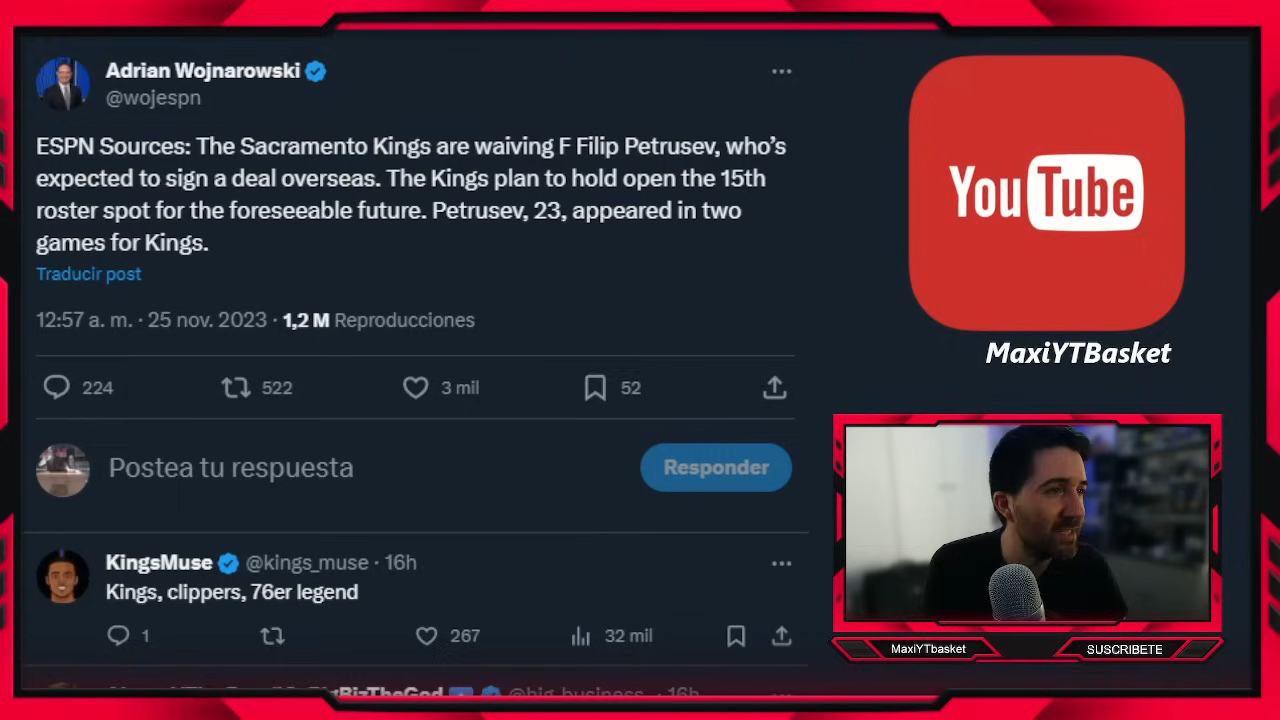 Adrian Wojnarowski
@wojespn
ESPN Sources: The Sacramento Kings are waiving F Filip Petrusev, who’s
expected to sign a deal overseas. The Kings plan to hold open the 15th
roster spot for the foreseeable future. Petrusev, 23, appeared in two
games for Kings.
Traducir post
12:57 a. m. · 25 nov. 2023 · 1,2 M Reproducciones
224 522 3 mil 52
Postea tu respuesta
Responder
KingsMuse @kings_muse · 16h
Kings, clippers, 76er legend
1 267 32 mil
@big_business · 16h
YouTube
MaxiYTBasket
MaxiYTbasket
SUSCRIBETE